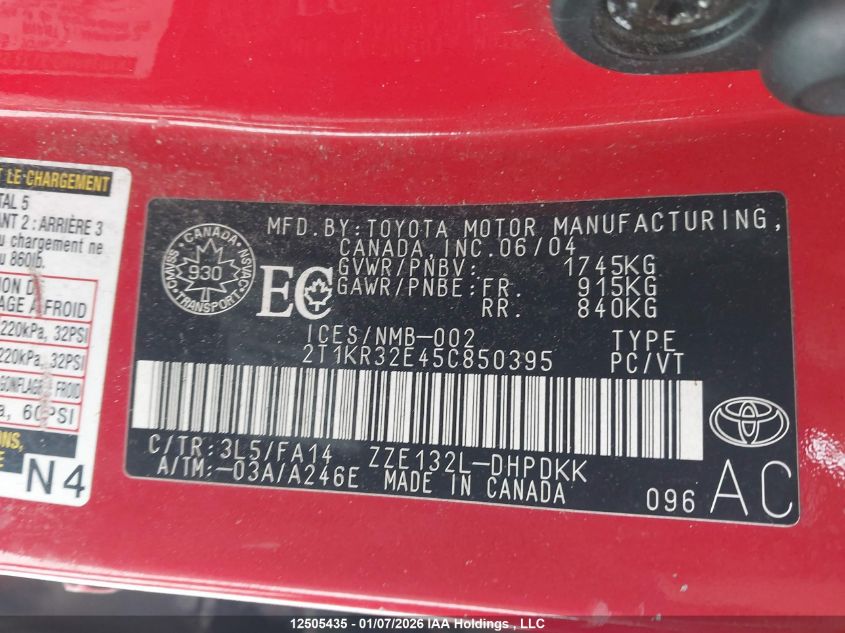 T LE CHARGEMENT
TAL 5
ANT 2 : ARRIÈRE 3
u chargement ne
u 860lb.
ION D
AGE À FROID
220kPa, 32PSI
220kPa, 32PSI
GONFLAGE À FROID
a, 60PSI
ONS,
N4
CANADA
CMVSS
NSVAC
930
TRANSPORT
EC
MFD.BY:TOYOTA MOTOR MANUFACTURING,
CANADA,INC.06/04
GVWR/PNBV: 1745KG
GAWR/PNBE:FR. 915KG
RR. 840KG
ICES/NMB-002 TYPE
2T1KR32E45C850395 PC/VT
C/TR:3L5/FA14 ZZE132L-DHPDKK
A/TM:-03A/A246E MADE IN CANADA
096 AC
12505435 - 01/07/2026 IAA Holdings , LLC